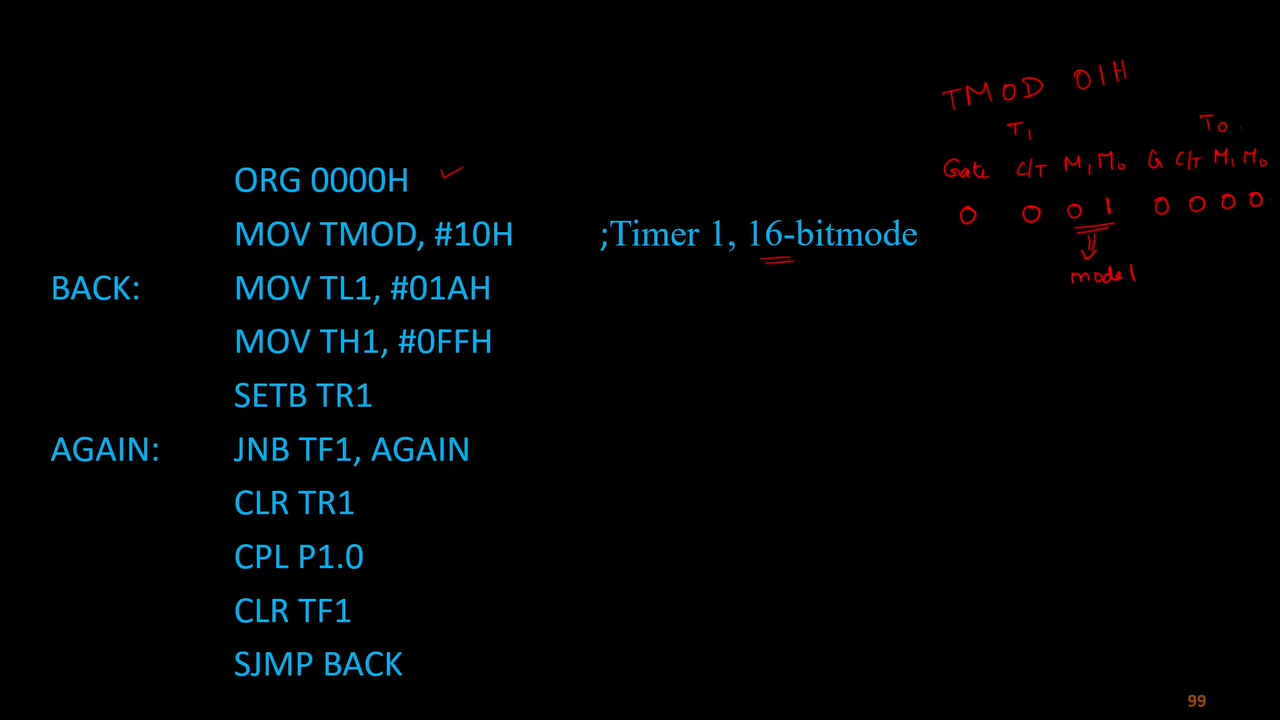 TMOD 01H
T1 T0
Gate C/T M1 M0 G C/T M1 M0
0 0 0 1 0 0 0 0
mode1
ORG 0000H
MOV TMOD, #10H ;Timer 1, 16-bitmode
BACK: MOV TL1, #01AH
MOV TH1, #0FFH
SETB TR1
AGAIN: JNB TF1, AGAIN
CLR TR1
CPL P1.0
CLR TF1
SJMP BACK
99